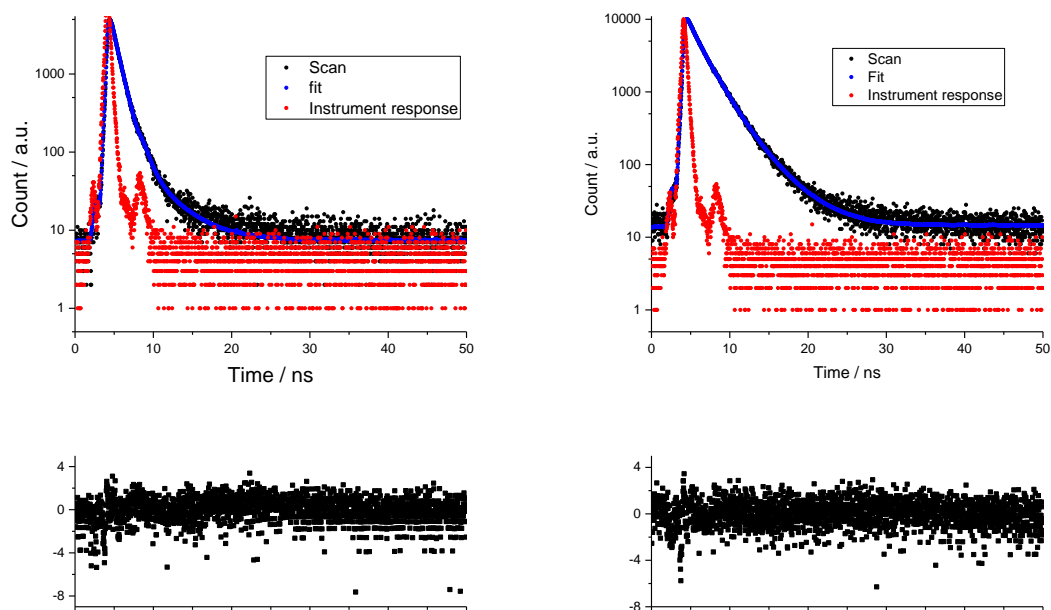 1000
100
10
1
Count / a.u.
Scan
fit
Instrument response
0 10 20 30 40 50
Time / ns
10000
1000
100
10
1
Count / a.u.
Scan
Fit
Instrument response
0 10 20 30 40 50
Time / ns
4
0
-4
-8
4
0
-4
-8